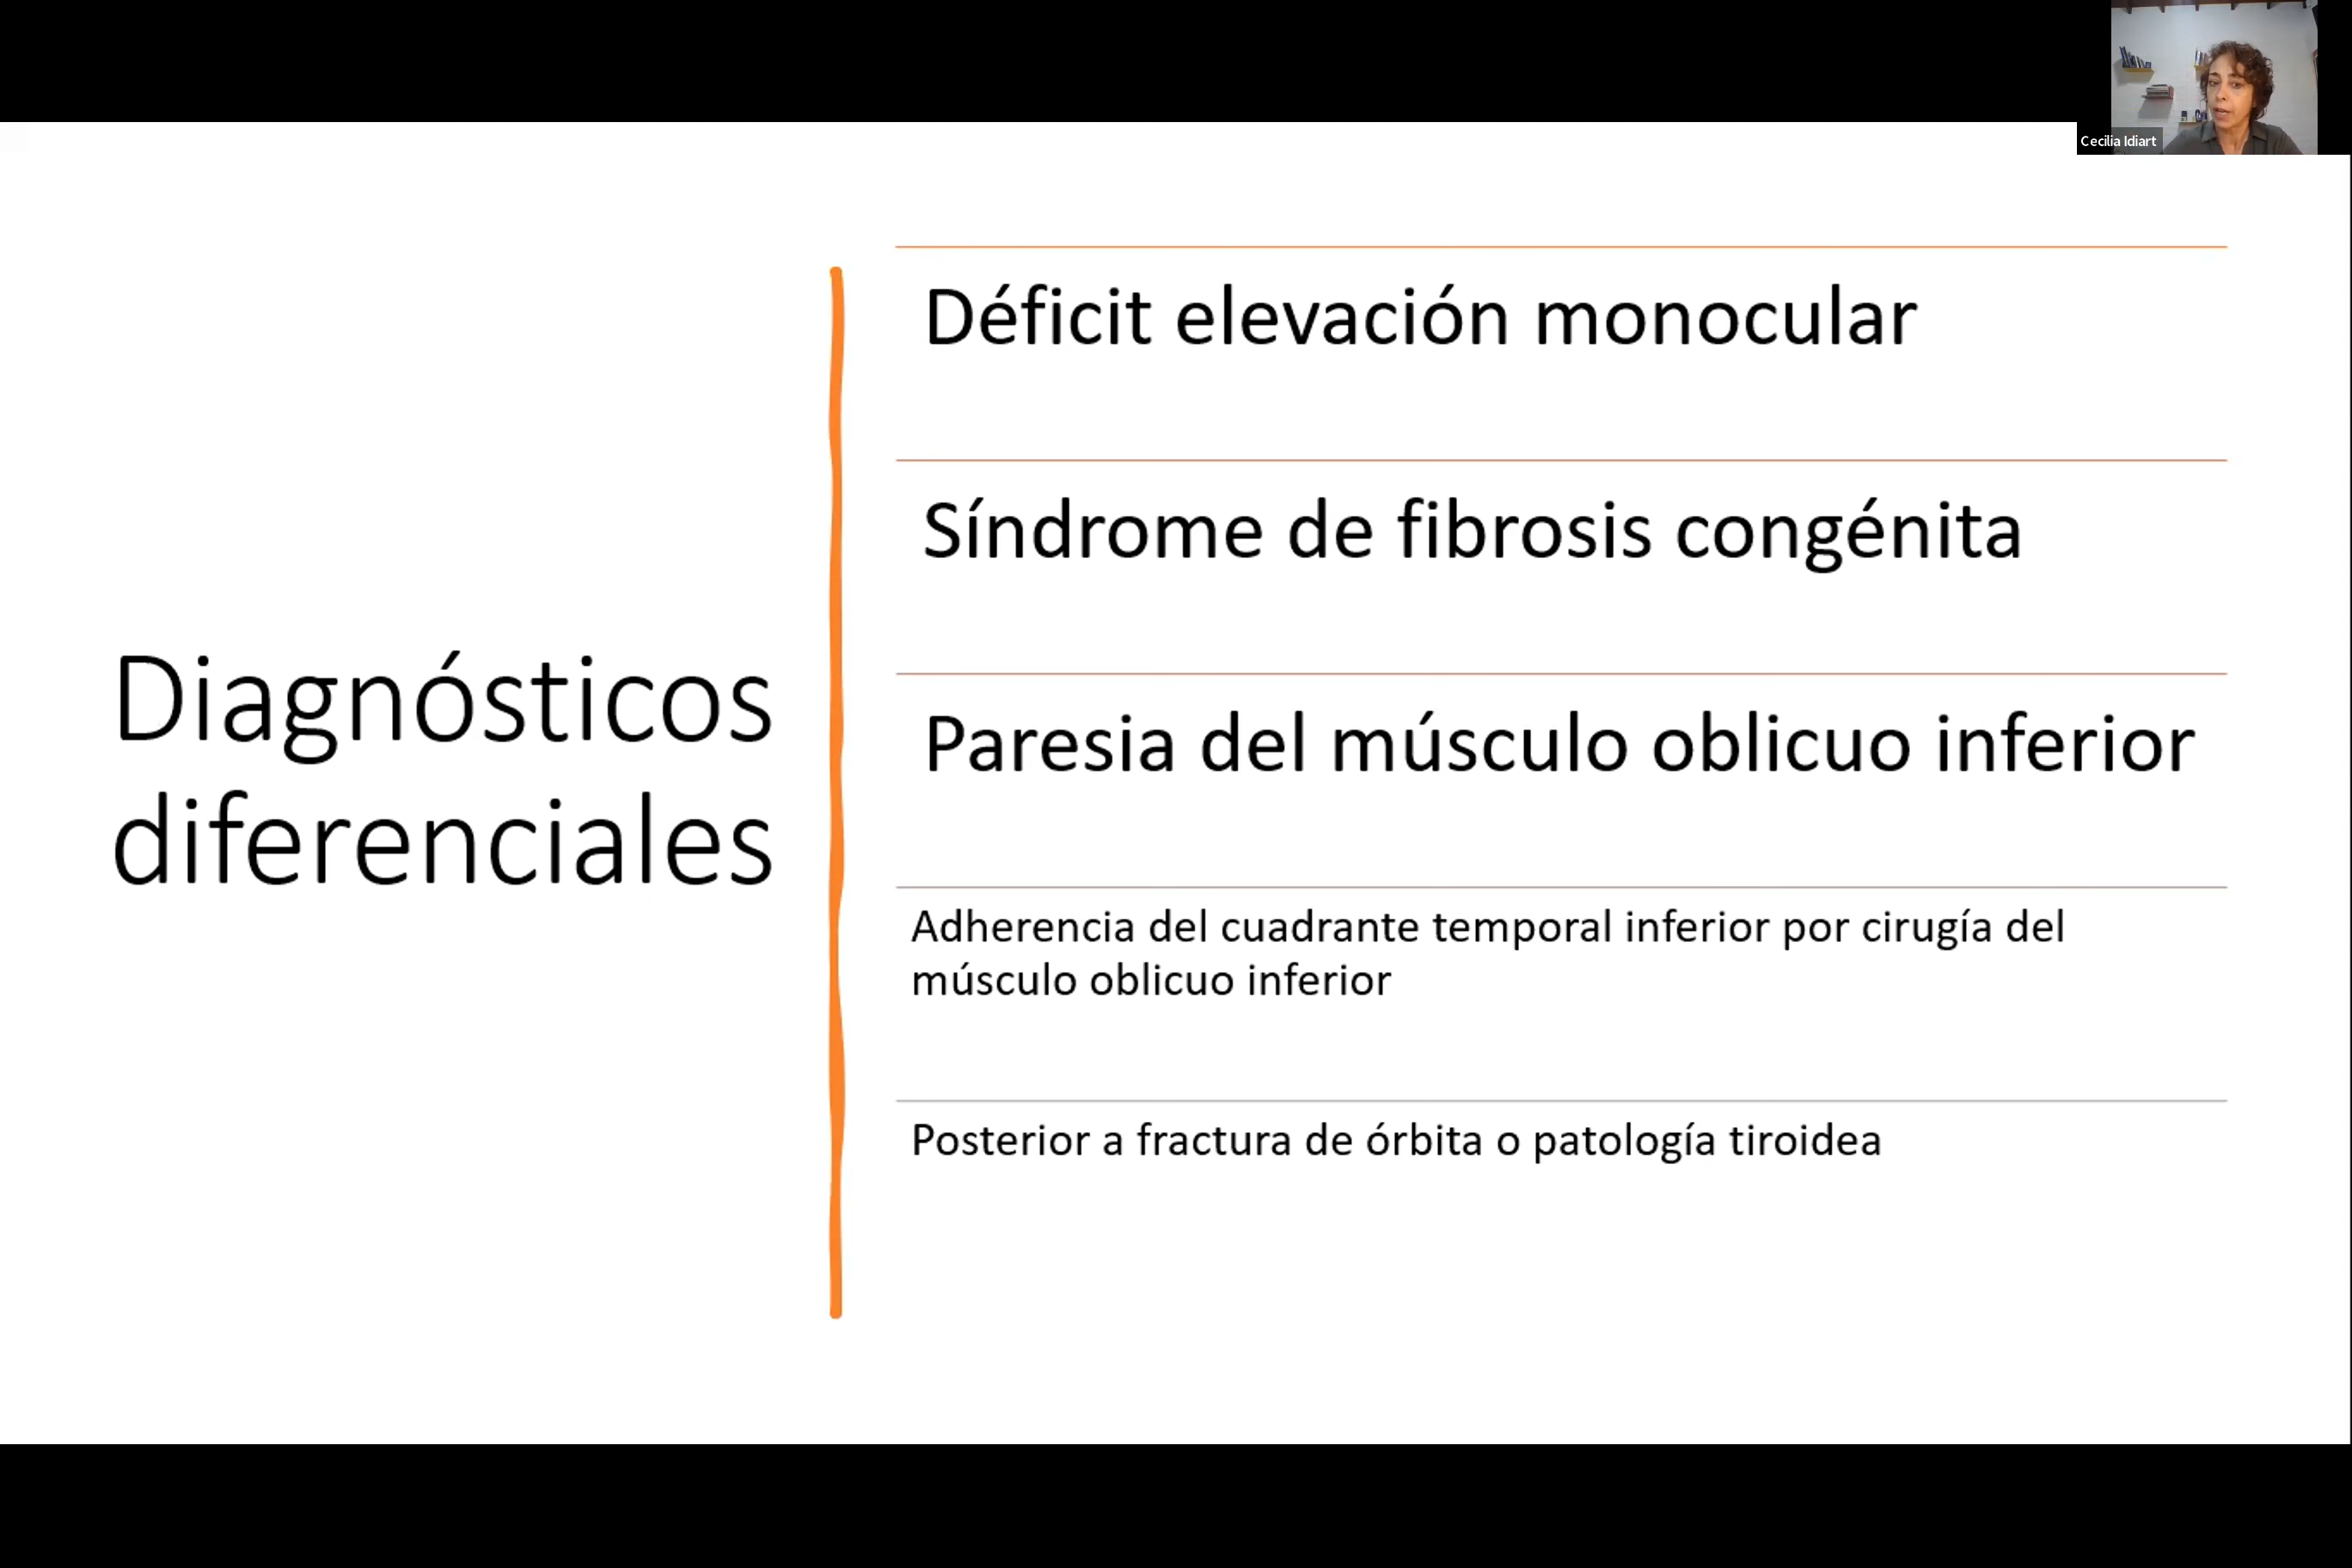 Cecilia Idiart
Diagnósticos
diferenciales
Déficit elevación monocular
Síndrome de fibrosis congénita
Paresia del músculo oblicuo inferior
Adherencia del cuadrante temporal inferior por cirugía del
músculo oblicuo inferior
Posterior a fractura de órbita o patología tiroidea